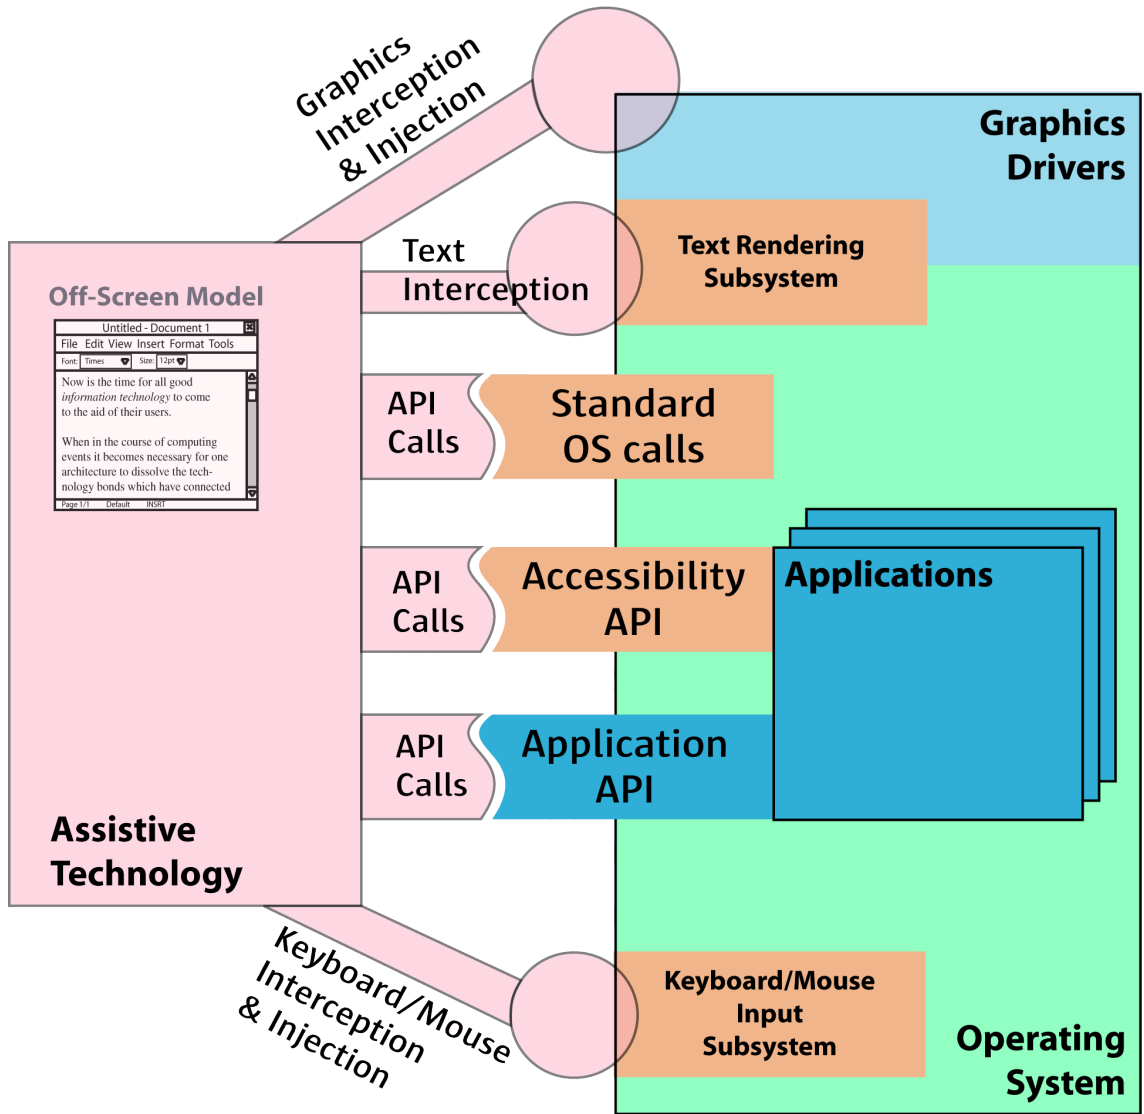 Graphics
Interception
& Injection
Graphics
Drivers
Text
Interception
Text Rendering
Subsystem
Off-Screen Model
Untitled - Document 1
File Edit View Insert Format Tools
Font: Times Size: 12pt
Now is the time for all good
information technology to come
to the aid of their users.
When in the course of computing
events it becomes necessary for one
architecture to dissolve the tech-
nology bonds which have connected
Page 1/1 Default INSRT
API
Calls
Standard
OS calls
API
Calls
Accessibility
API
Applications
API
Calls
Application
API
Assistive
Technology
Keyboard/Mouse
Interception
& Injection
Keyboard/Mouse
Input
Subsystem
Operating
System